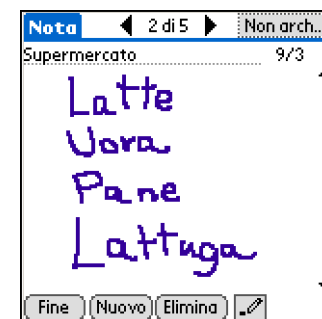 Nota 2 di 5 Non arch..
Supermercato 9/3
Latte
Uova
Pane
Lattuga
Fine Nuovo Elimina